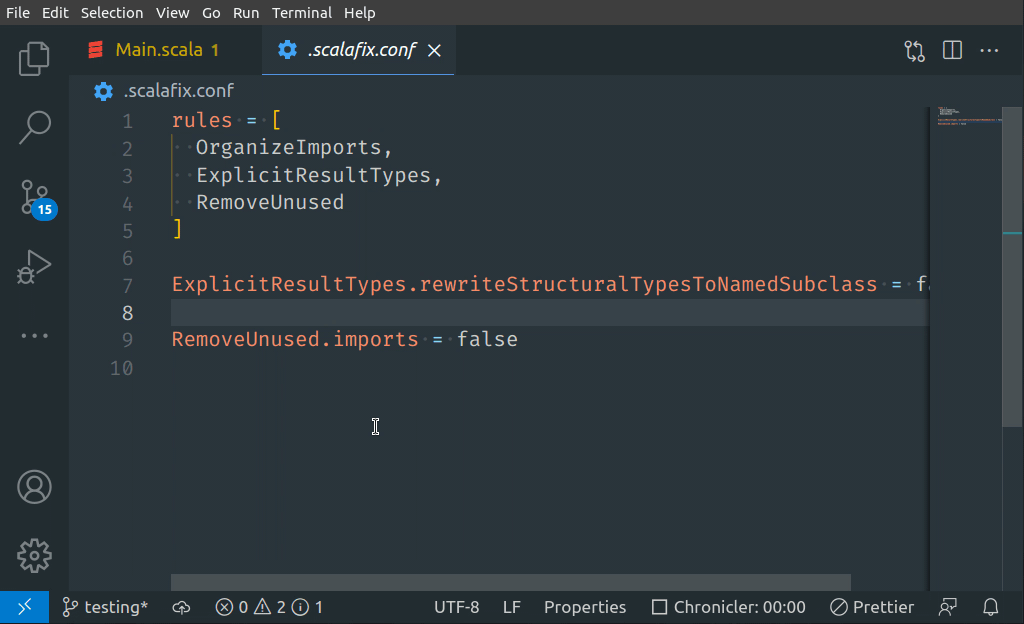 File Edit Selection View Go Run Terminal Help
Main.scala 1 .scalafix.conf
.scalafix.conf
1 rules = [
2 OrganizeImports,
3 ExplicitResultTypes,
4 RemoveUnused
5 ]
6
7 ExplicitResultTypes.rewriteStructuralTypesToNamedSubclass = f
8
9 RemoveUnused.imports = false
10
15
testing* 0 2 1 UTF-8 LF Properties Chronicler: 00:00 Prettier